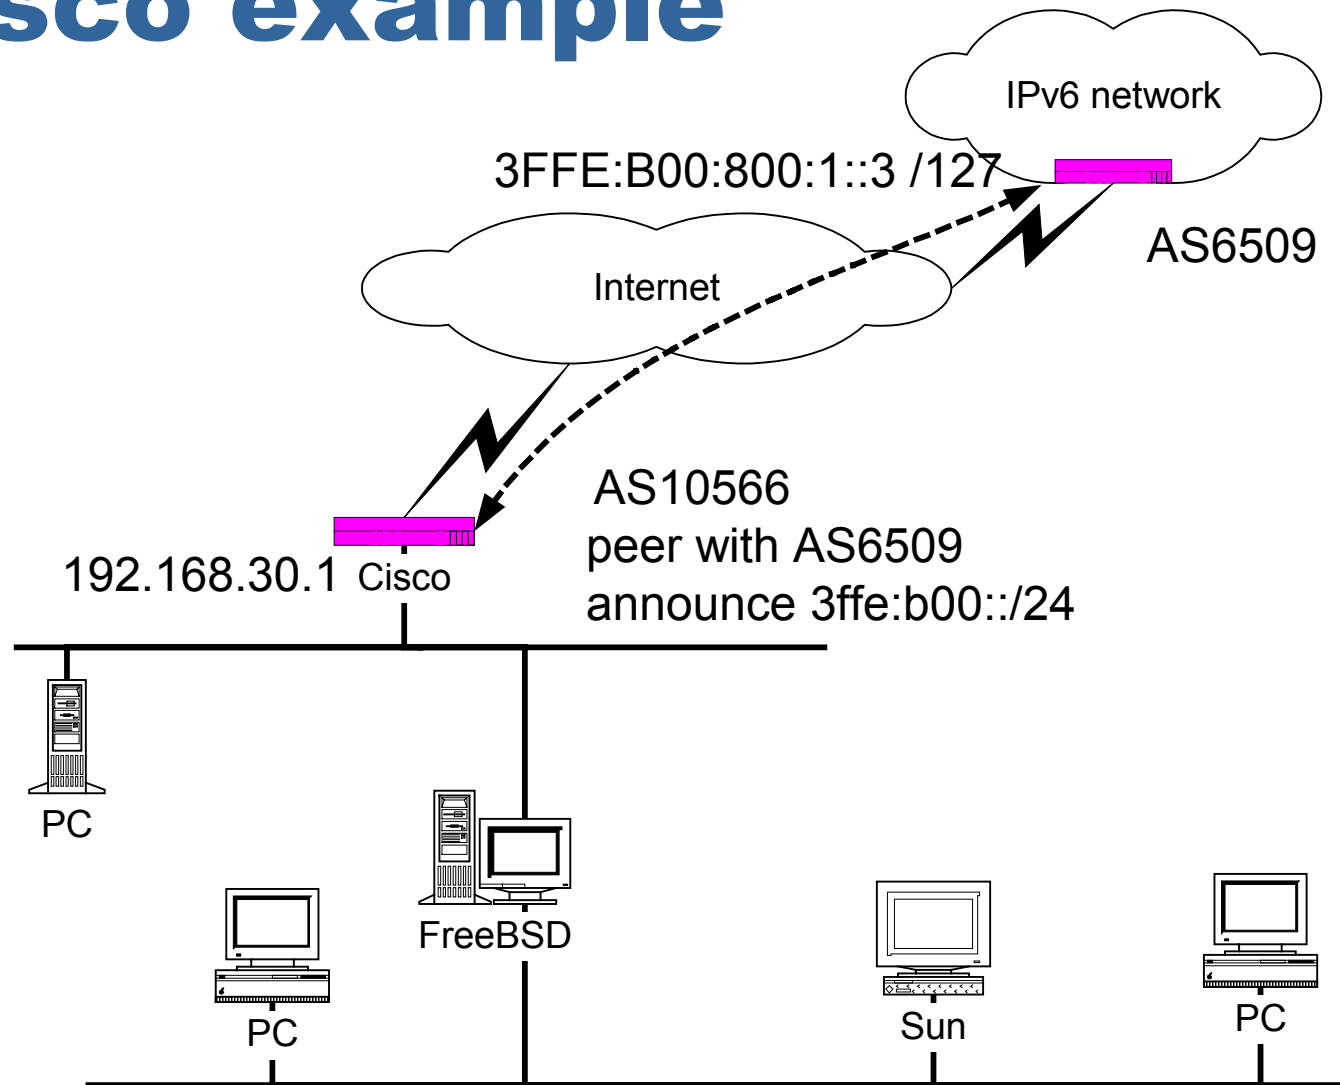 sco example
IPv6 network
3FFE:B00:800:1::3 /127
AS6509
Internet
AS10566
peer with AS6509
announce 3ffe:b00::/24
192.168.30.1
Cisco
PC
FreeBSD
PC
Sun
PC